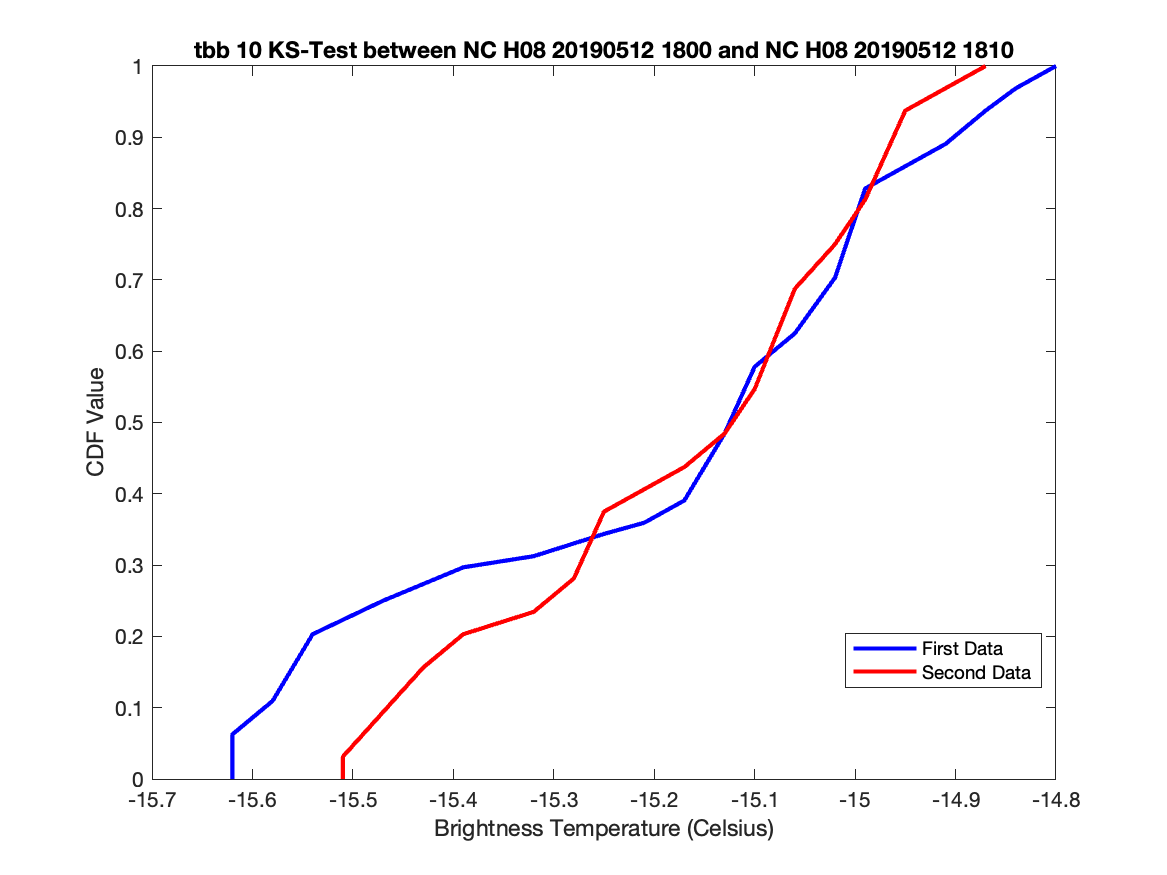 tbb 10 KS-Test between NC H08 20190512 1800 and NC H08 20190512 1810
1
0.9
0.8
0.7
0.6
0.5
0.4
0.3
0.2
0.1
0
CDF Value
First Data
Second Data
-15.7 -15.6 -15.5 -15.4 -15.3 -15.2 -15.1 -15 -14.9 -14.8
Brightness Temperature (Celsius)